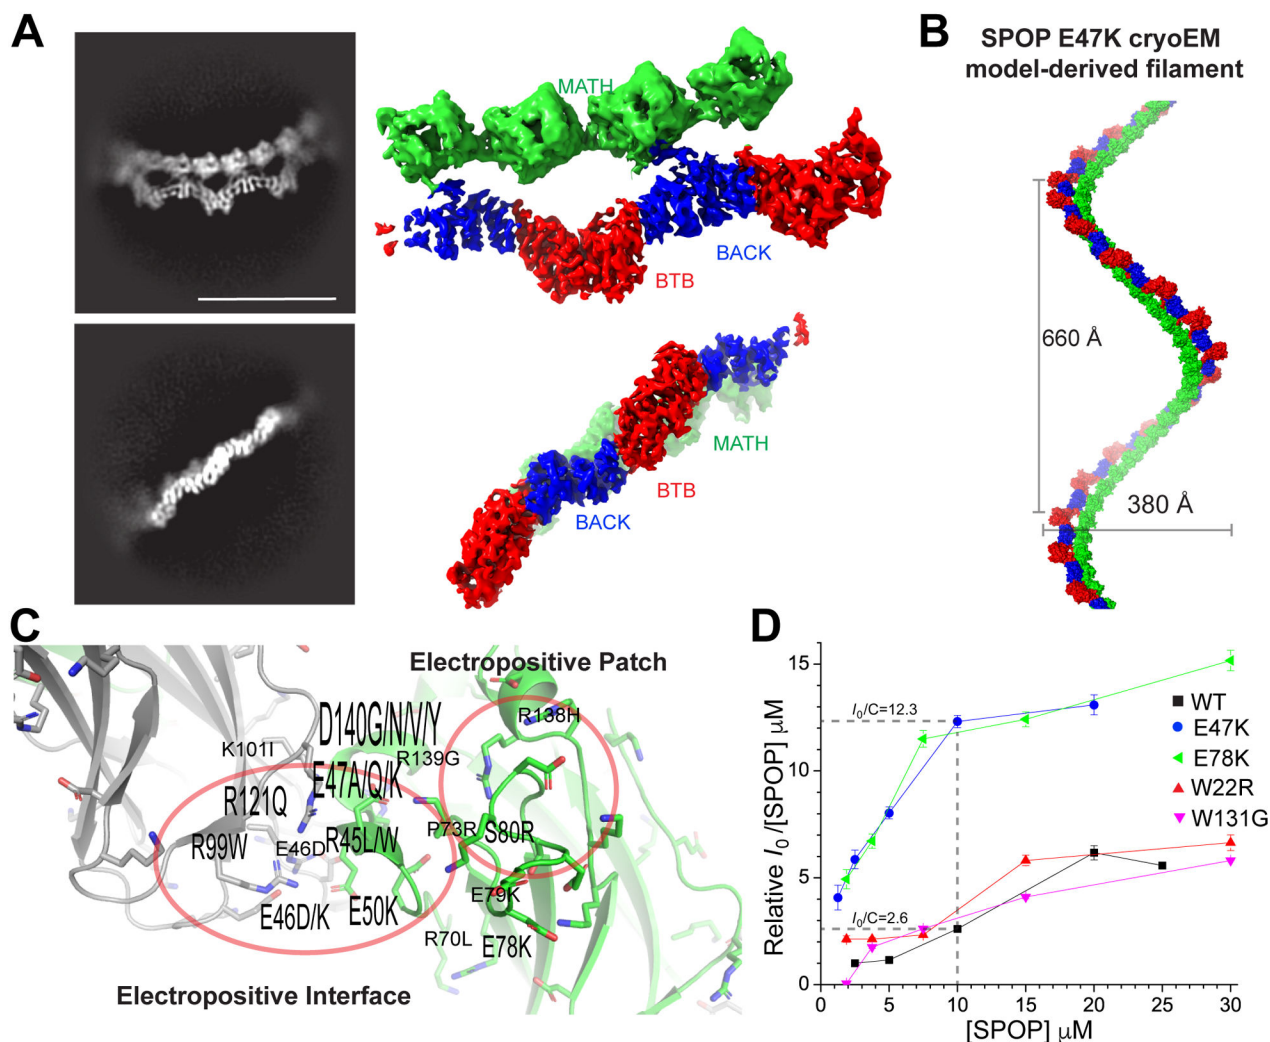 A
MATH
BACK
BTB
MATH
BTB
BACK
B
SPOP E47K cryoEM
model-derived filament
660 Å
380 Å
C
Electropositive Patch
R138H
D140G/N/V/Y
K101I
R139G
E47A/Q/K
R121Q
P73R
S80R
R99W
E46D
R45L/W
E79K
E46D/K
E50K
R70L
E78K
Electropositive Interface
D
Relative I₀/[SPOP] μM
15
10
5
0
I₀/C=12.3
I₀/C=2.6
WT
E47K
E78K
W22R
W131G
0 5 10 15 20 25 30
[SPOP] μM